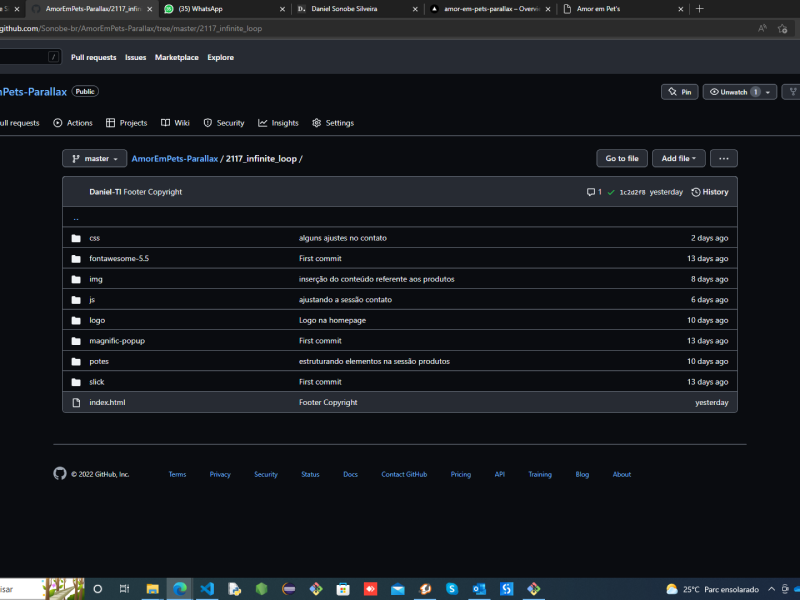 AmorEmPets-Parallax/2117_infin
(35) WhatsApp
Daniel Sonobe Silveira
amor-em-pets-parallax – Overv
Amor em Pet's
github.com/Sonobe-br/AmorEmPets-Parallax/tree/master/2117_infinite_loop
/ Pull requests Issues Marketplace Explore
Pets-Parallax Public Pin Unwatch 1
ull requests Actions Projects Wiki Security Insights Settings
master AmorEmPets-Parallax / 2117_infinite_loop / Go to file Add file ...
Daniel-TI Footer Copyright 1 1c2d2f8 yesterday History
..
css alguns ajustes no contato 2 days ago
fontawesome-5.5 First commit 13 days ago
img inserção do conteúdo referente aos produtos 8 days ago
js ajustando a sessão contato 6 days ago
logo Logo na homepage 10 days ago
magnific-popup First commit 13 days ago
potes estruturando elementos na sessão produtos 10 days ago
slick First commit 13 days ago
index.html Footer Copyright yesterday
© 2022 GitHub, Inc. Terms Privacy Security Status Docs Contact GitHub Pricing API Training Blog About
isar 25°C Parc ensolarado